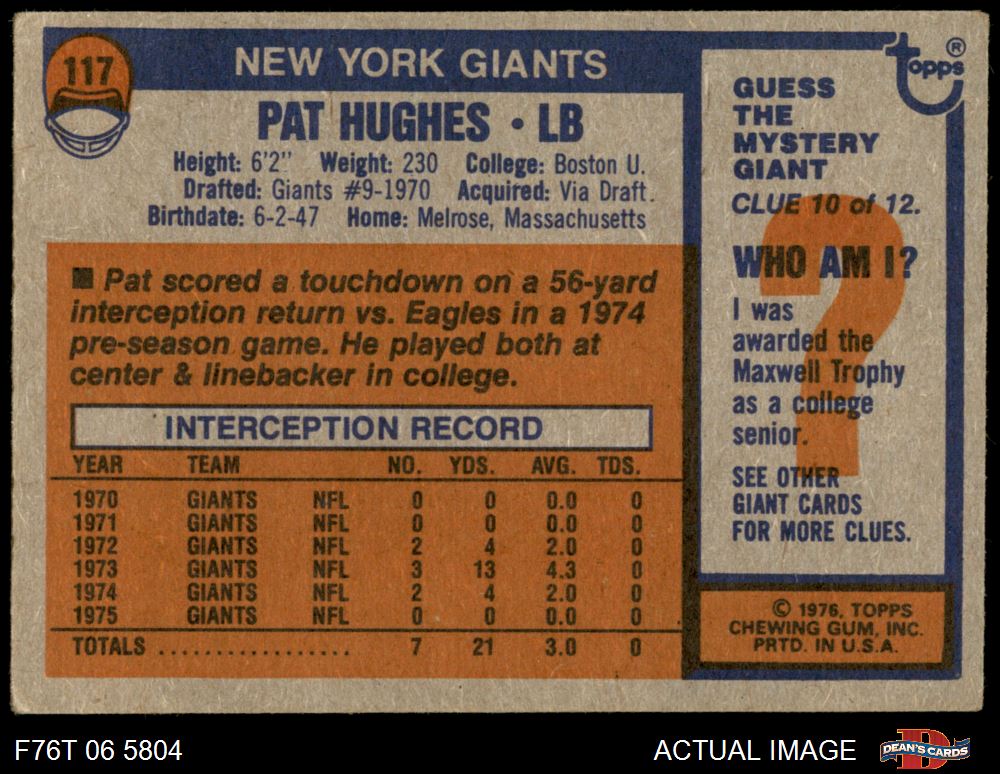 117
NEW YORK GIANTS
PAT HUGHES • LB
Height: 6'2" Weight: 230 College: Boston U.
Drafted: Giants #9-1970 Acquired: Via Draft.
Birthdate: 6-2-47 Home: Melrose, Massachusetts
■ Pat scored a touchdown on a 56-yard
interception return vs. Eagles in a 1974
pre-season game. He played both at
center & linebacker in college.
INTERCEPTION RECORD
YEAR TEAM NO. YDS. AVG. TDS.
1970 GIANTS NFL 0 0 0.0 0
1971 GIANTS NFL 0 0 0.0 0
1972 GIANTS NFL 2 4 2.0 0
1973 GIANTS NFL 3 13 4.3 0
1974 GIANTS NFL 2 4 2.0 0
1975 GIANTS NFL 0 0 0.0 0
TOTALS ................. 7 21 3.0 0
topps ®
GUESS
THE
MYSTERY
GIANT
CLUE 10 of 12.
?
WHO AM I?
I was
awarded the
Maxwell Trophy
as a college
senior.
SEE OTHER
GIANT CARDS
FOR MORE CLUES.
© 1976, TOPPS
CHEWING GUM, INC.
PRTD. IN U.S.A.
F76T 06 5804
ACTUAL IMAGE
D
DEAN'S CARDS